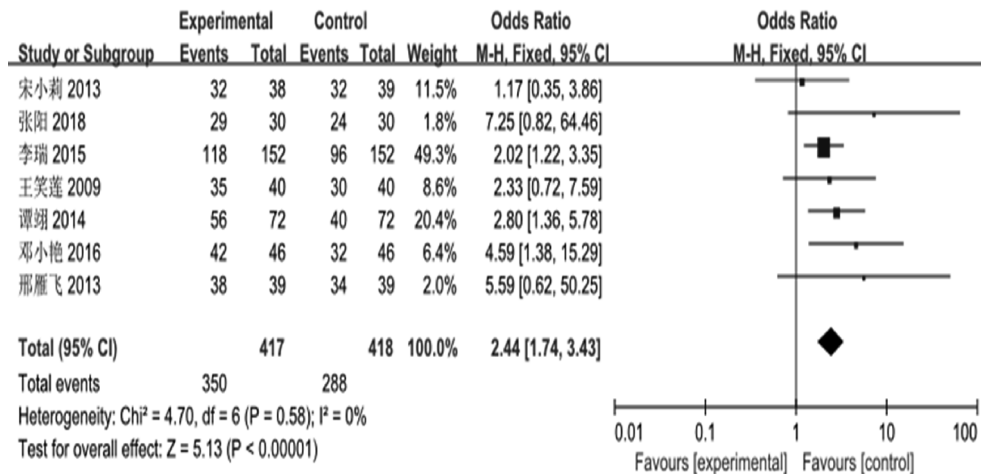 Experimental Control Odds Ratio Odds Ratio
Study or Subgroup Events Total Events Total Weight M-H, Fixed, 95% CI M-H, Fixed, 95% CI
宋小莉 2013 32 38 32 39 11.5% 1.17 [0.35, 3.86]
张阳 2018 29 30 24 30 1.8% 7.25 [0.82, 64.46]
李瑞 2015 118 152 96 152 49.3% 2.02 [1.22, 3.35]
王笑莲 2009 35 40 30 40 8.6% 2.33 [0.72, 7.59]
谭翊 2014 56 72 40 72 20.4% 2.80 [1.36, 5.78]
邓小艳 2016 42 46 32 46 6.4% 4.59 [1.38, 15.29]
邢雁飞 2013 38 39 34 39 2.0% 5.59 [0.62, 50.25]
Total (95% CI) 417 418 100.0% 2.44 [1.74, 3.43]
Total events 350 288
Heterogeneity: Chi² = 4.70, df = 6 (P = 0.58); I² = 0%
Test for overall effect: Z = 5.13 (P < 0.00001)
0.01 0.1 1 10 100
Favours [experimental] Favours [control]